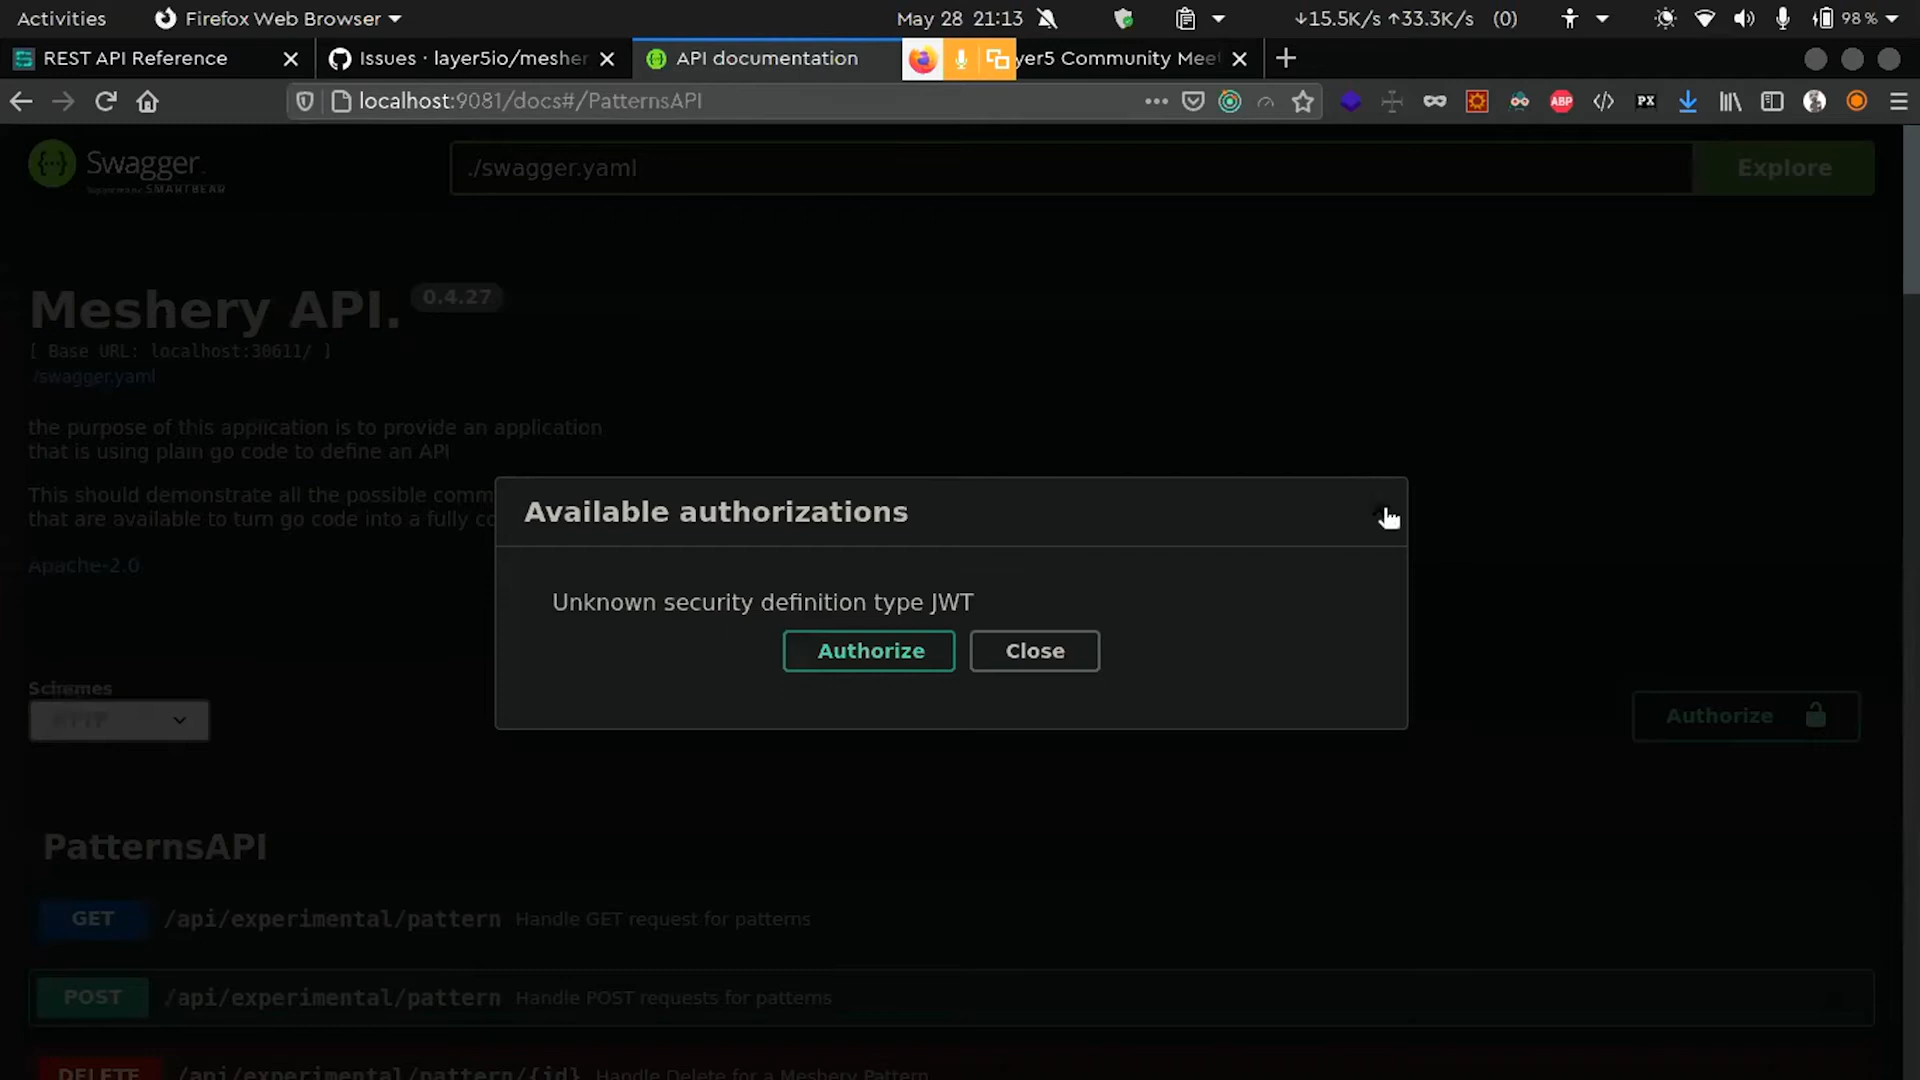 Activities Firefox Web Browser May 28 21:13 ↓15.5K/s ↑33.3K/s (0) 98 %
REST API Reference Issues · layer5io/mesher API documentation yer5 Community Meet
localhost:9081/docs#/PatternsAPI ABP PX
Swagger. ./swagger.yaml Explore
SMARTBEAR
Meshery API. 0.4.27
[ Base URL: localhost:30611/ ]
/swagger.yaml
the purpose of this application is to provide an application
that is using plain go code to define an API
This should demonstrate all the possible comm
that are available to turn go code into a fully co
Apache-2.0
Available authorizations
Unknown security definition type JWT
Authorize Close
Schemes
HTTP
Authorize
PatternsAPI
GET /api/experimental/pattern Handle GET request for patterns
POST /api/experimental/pattern Handle POST requests for patterns
DELETE /api/experimental/pattern/{id} Handle Delete for a Meshery Pattern